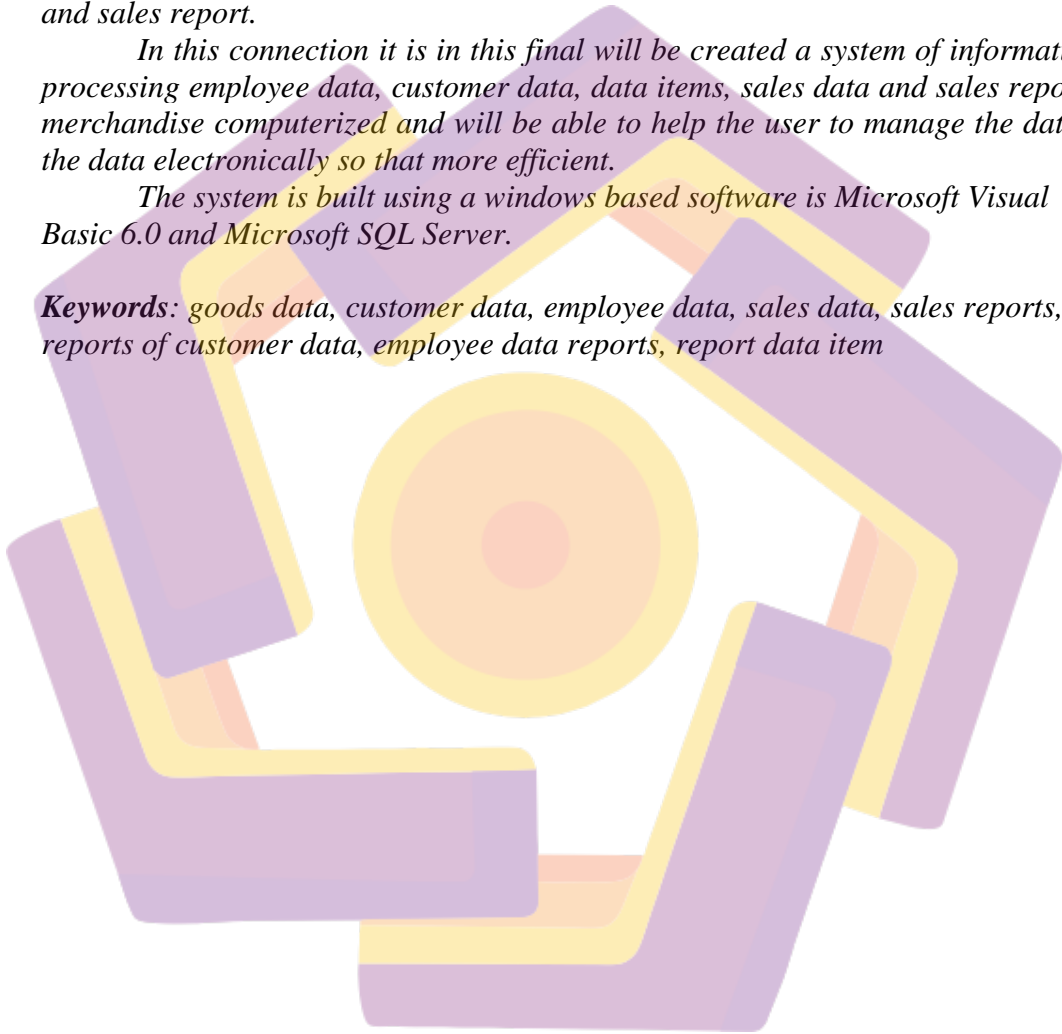 and sales report.
In this connection it is in this final will be created a system of informat
processing employee data, customer data, data items, sales data and sales repo
merchandise computerized and will be able to help the user to manage the dat
the data electronically so that more efficient.
The system is built using a windows based software is Microsoft Visual
Basic 6.0 and Microsoft SQL Server.
Keywords: goods data, customer data, employee data, sales data, sales reports,
reports of customer data, employee data reports, report data item